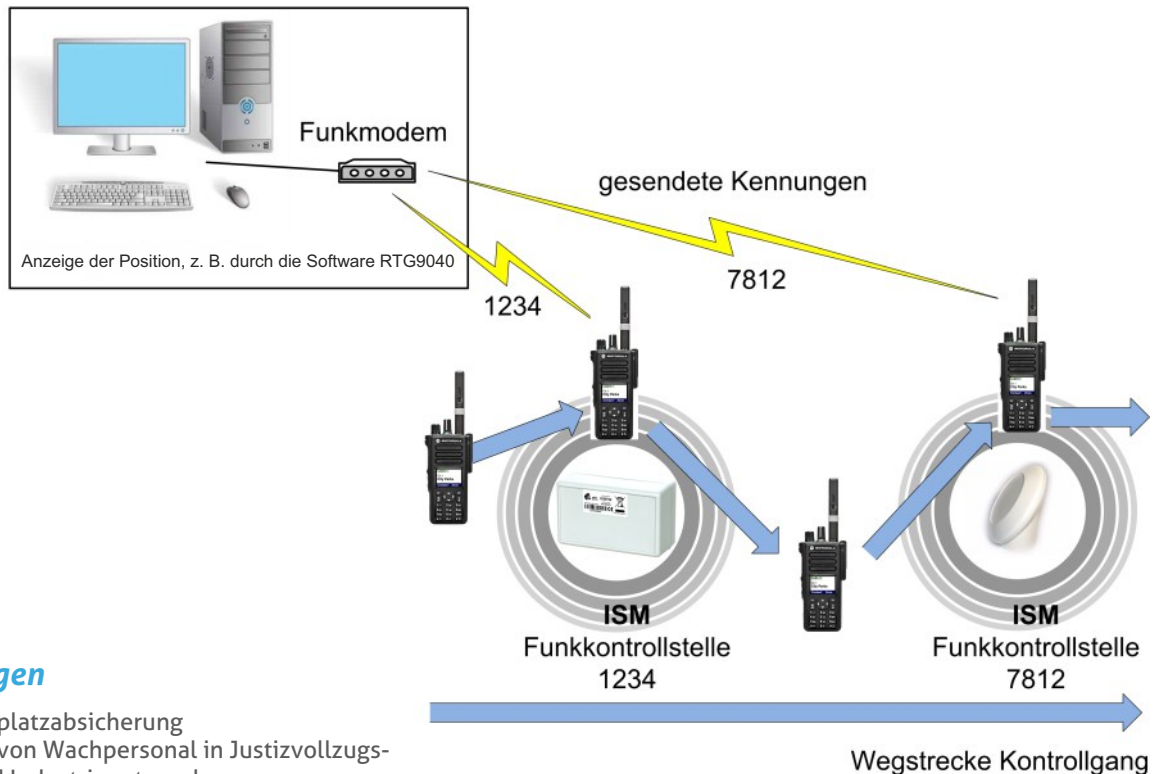 Funkmodem
gesendete Kennungen
Anzeige der Position, z. B. durch die Software RTG9040
7812
1234
ISM
Funkkontrollstelle
1234
ISM
Funkkontrollstelle
7812
gen
platzabsicherung
von Wachpersonal in Justizvollzugs-
Wegstrecke Kontrollgang